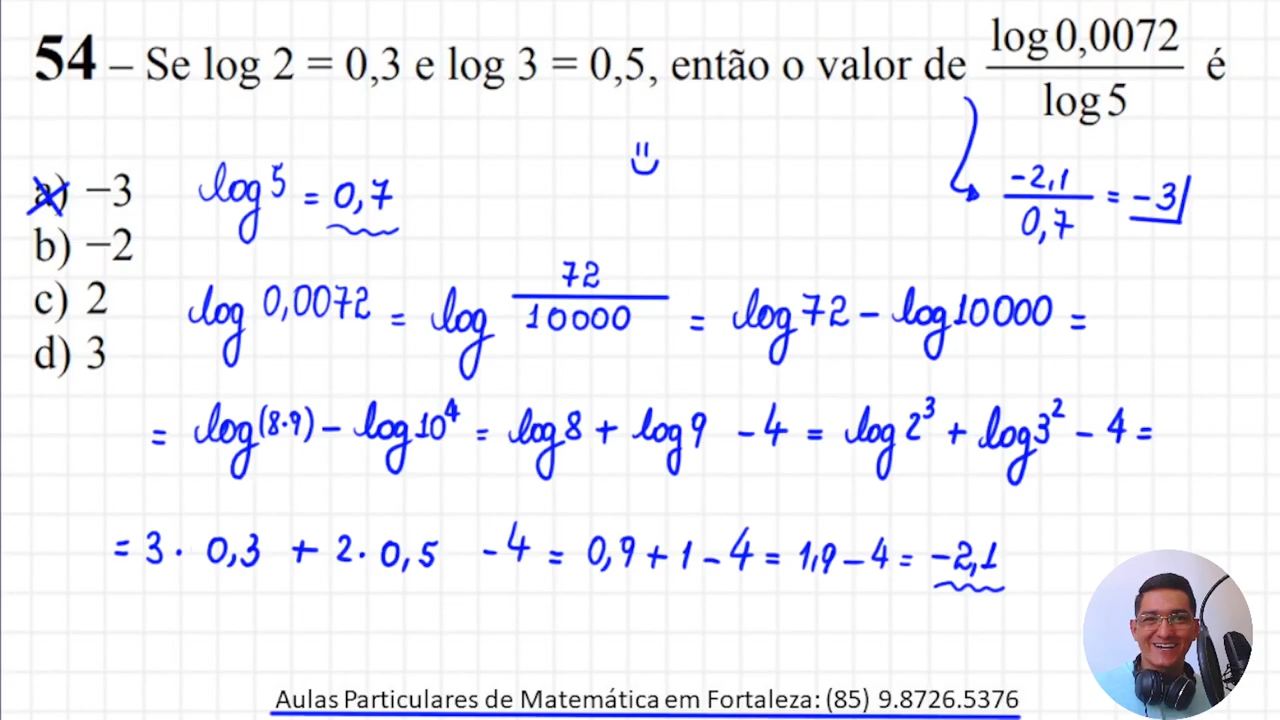 54 – Se log 2 = 0,3 e log 3 = 0,5, então o valor de log 0,0072 / log 5 é
a) −3
b) −2
c) 2
d) 3
log 5 = 0,7
-2,1 / 0,7 = -3
log 0,0072 = log 72 / 10000 = log 72 - log 10000 =
= log (8·9) - log 10⁴ = log 8 + log 9 - 4 = log 2³ + log 3² - 4 =
= 3 · 0,3 + 2 · 0,5 - 4 = 0,9 + 1 - 4 = 1,9 - 4 = -2,1
Aulas Particulares de Matemática em Fortaleza: (85) 9.8726.5376